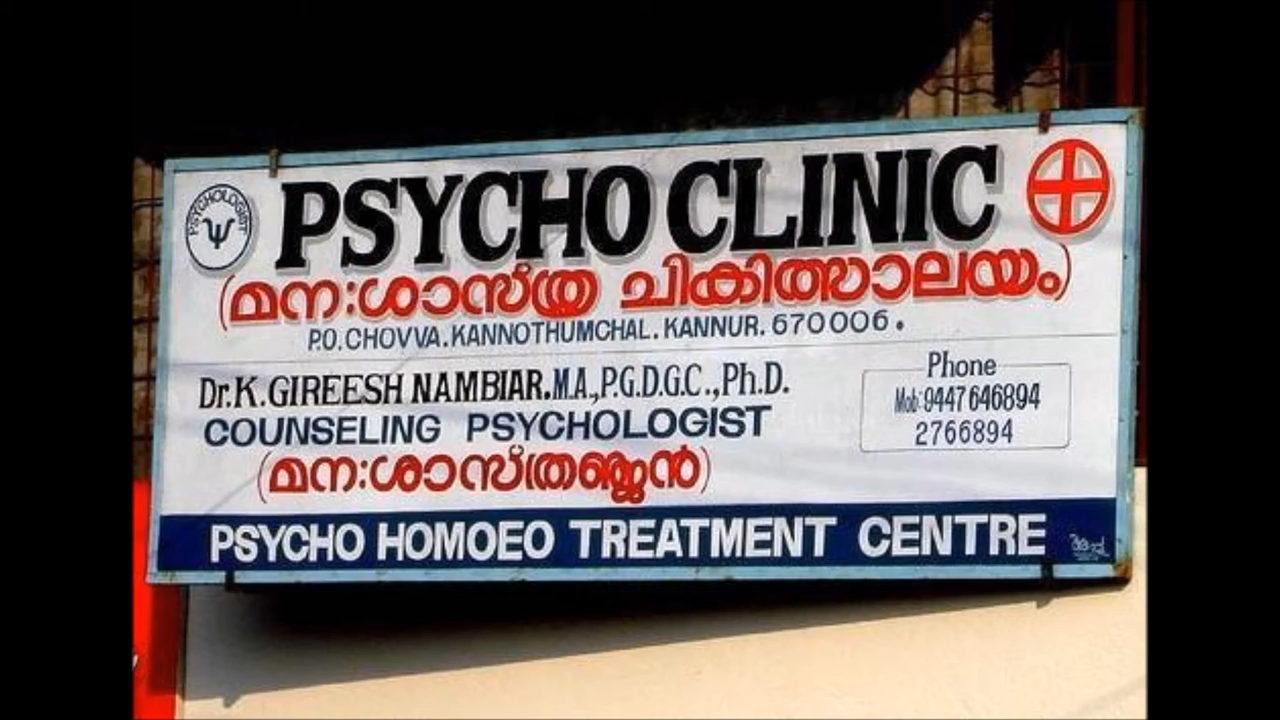 PSYCHOLOGIST
Ψ
PSYCHO CLINIC
(മന:ശാസ്ത്ര ചികിത്സാലയം)
P.O. CHOVVA. KANNOTHUMCHAL. KANNUR. 670006.
Dr. K. GIREESH NAMBIAR. M.A., P.G.D.G.C., Ph.D.
COUNSELING PSYCHOLOGIST
(മന:ശാസ്ത്രജ്ഞൻ)
Phone
Mob: 9447646894
2766894
PSYCHO HOMOEO TREATMENT CENTRE